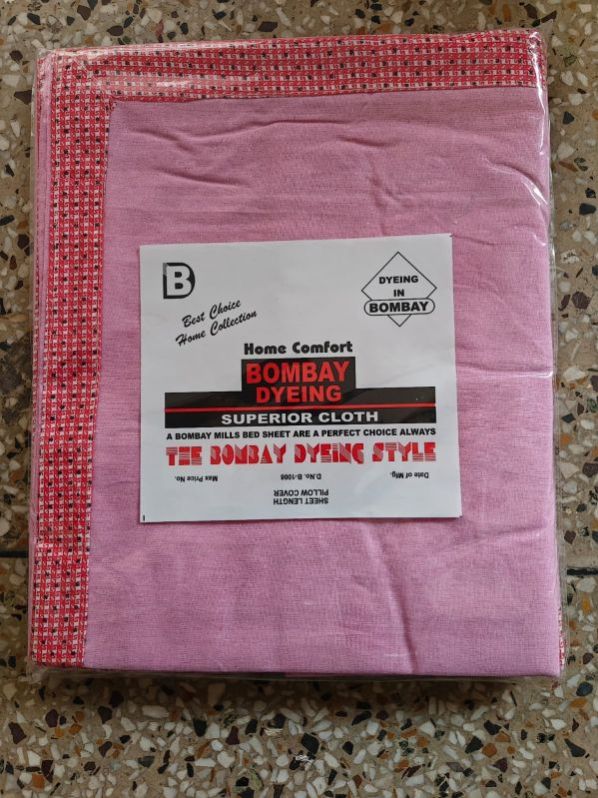 B
DYEING
IN
BOMBAY
Best Choice
Home Collection
Home Comfort
BOMBAY
DYEING
SUPERIOR CLOTH
A BOMBAY MILLS BED SHEET ARE A PERFECT CHOICE ALWAYS
THE BOMBAY DYEING STYLE
Date of Mfg.
D.No. B-1006
Max Price No.
SHEET LENGTH
PILLOW COVER